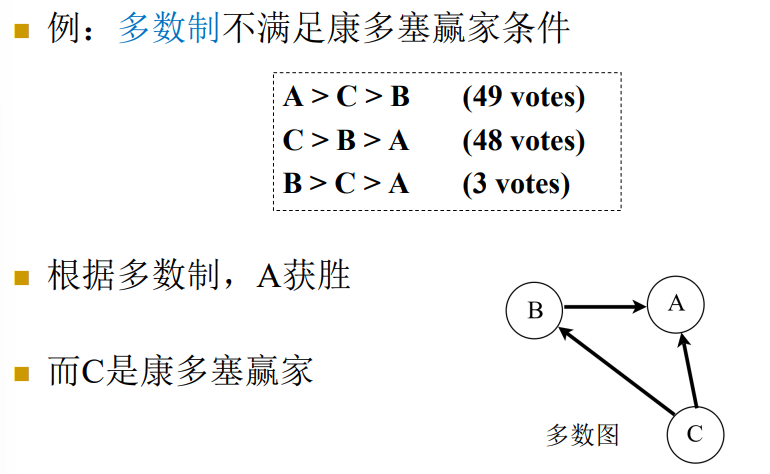 例：多数制不满足康多塞赢家条件
A > C > B (49 votes)
C > B > A (48 votes)
B > C > A (3 votes)
根据多数制，A获胜
而C是康多塞赢家
B
A
C
多数图